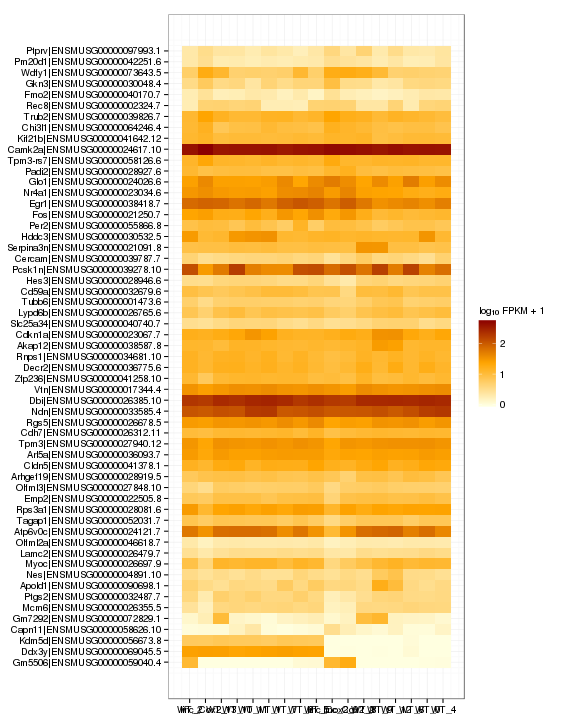 Ptprv|ENSMUSG00000097993.1
Pm20d1|ENSMUSG00000042251.6
Wdfy1|ENSMUSG00000073643.5
Gkn3|ENSMUSG00000030048.4
Fmo2|ENSMUSG00000040170.7
Rec8|ENSMUSG00000002324.7
Trub2|ENSMUSG00000039826.7
Chi3l1|ENSMUSG00000064246.4
Kif21b|ENSMUSG00000041642.12
Camk2a|ENSMUSG00000024617.10
Tpm3-rs7|ENSMUSG00000058126.6
Padi2|ENSMUSG00000028927.6
Glo1|ENSMUSG00000024026.6
Nr4a1|ENSMUSG00000023034.6
Egr1|ENSMUSG00000038418.7
Fos|ENSMUSG00000021250.7
Per2|ENSMUSG00000055866.8
Hddc3|ENSMUSG00000030532.5
Serpina3n|ENSMUSG00000021091.8
Cercam|ENSMUSG00000039787.7
Pcsk1n|ENSMUSG00000039278.10
Hes3|ENSMUSG00000028946.6
Cd59a|ENSMUSG00000032679.6
Tubb6|ENSMUSG00000001473.6
Lypd6b|ENSMUSG00000026765.6
Slc25a34|ENSMUSG00000040740.7
Cdkn1a|ENSMUSG00000023067.7
Akap12|ENSMUSG00000038587.8
Rnps1|ENSMUSG00000034681.10
Decr2|ENSMUSG00000036775.6
Zfp236|ENSMUSG00000041258.10
Vtn|ENSMUSG00000017344.4
Dbi|ENSMUSG00000026385.10
Ndn|ENSMUSG00000033585.4
Rgs5|ENSMUSG00000026678.5
Cdh7|ENSMUSG00000026312.11
Tpm3|ENSMUSG00000027940.12
Arl5a|ENSMUSG00000036093.7
Cldn5|ENSMUSG00000041378.1
Arhgef19|ENSMUSG00000028919.5
Olfml3|ENSMUSG00000027848.10
Emp2|ENSMUSG00000022505.8
Rps3a1|ENSMUSG00000028081.6
Tagap1|ENSMUSG00000052031.7
Atp6v0c|ENSMUSG00000024121.7
Olfml2a|ENSMUSG00000046618.7
Lamc2|ENSMUSG00000026479.7
Myoc|ENSMUSG00000026697.9
Nes|ENSMUSG00000004891.10
Apold1|ENSMUSG00000090698.1
Ptgs2|ENSMUSG00000032487.7
Mcm6|ENSMUSG00000026355.5
Gm7292|ENSMUSG00000072829.1
Capn11|ENSMUSG00000058626.10
Kdm5d|ENSMUSG00000056673.8
Ddx3y|ENSMUSG00000069045.5
Gm5506|ENSMUSG00000059040.4
log10 FPKM + 1
2
1
0